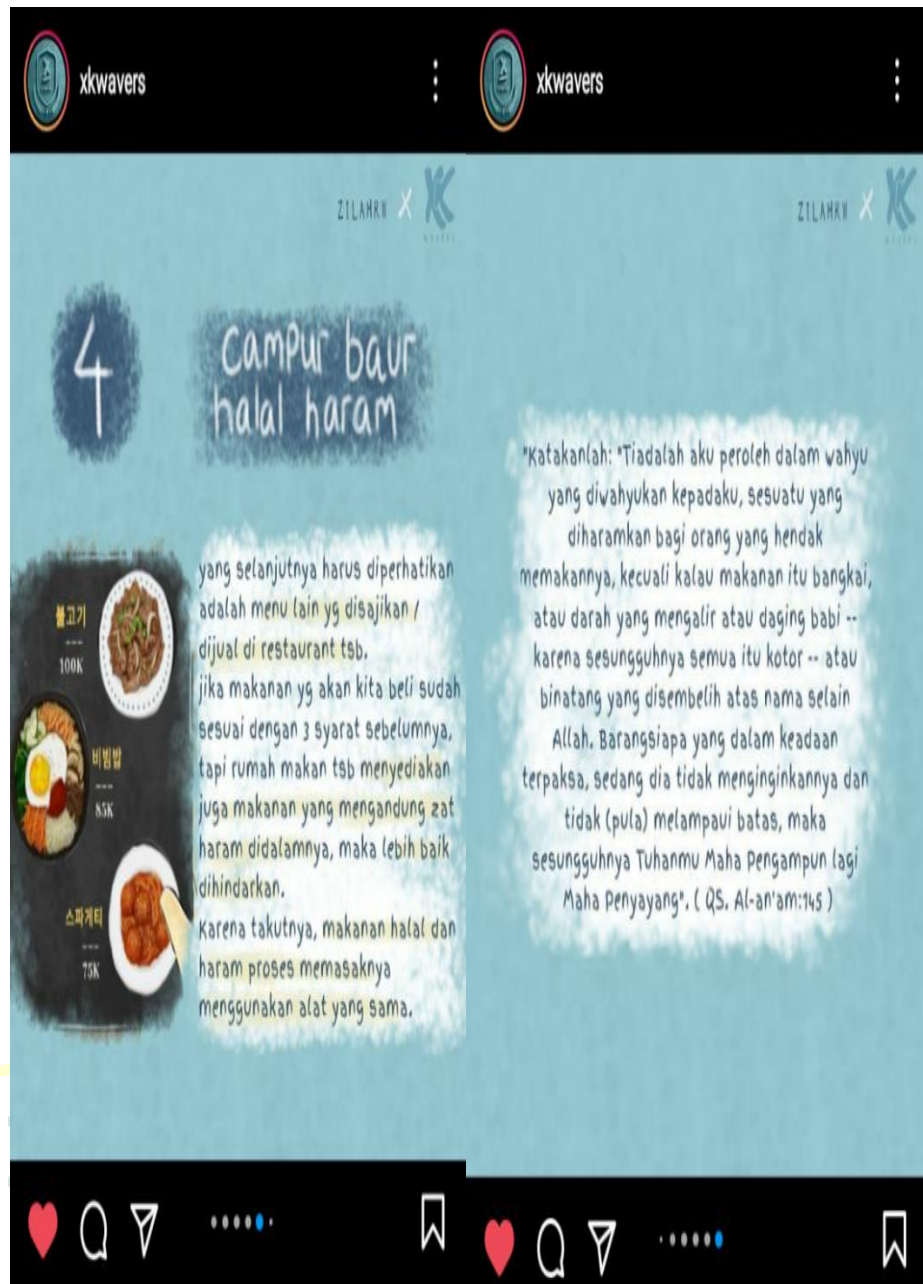 xkwavers
ZILAHRW X XK
WAVERS
4
Campur baur
halal haram
불고기
---
100K
비빔밥
---
85K
스파게티
---
75K
yang selanjutnya harus diperhatikan
adalah menu lain yg disajikan /
dijual di restaurant tsb.
jika makanan yg akan kita beli sudah
sesuai dengan 3 syarat sebelumnya,
tapi rumah makan tsb menyediakan
juga makanan yang mengandung zat
haram didalamnya, maka lebih baik
dihindarkan.
Karena takutnya, makanan halal dan
haram proses memasaknya
menggunakan alat yang sama.
xkwavers
ZILAHRW X XK
WAVERS
"Katakanlah: "Tiadalah aku peroleh dalam wahyu
yang diwahyukan kepadaku, sesuatu yang
diharamkan bagi orang yang hendak
memakannya, kecuali kalau makanan itu bangkai,
atau darah yang mengalir atau daging babi --
karena sesungguhnya semua itu kotor -- atau
binatang yang disembelih atas nama selain
Allah. Barangsiapa yang dalam keadaan
terpaksa, sedang dia tidak menginginkannya dan
tidak (pula) melampaui batas, maka
sesungguhnya Tuhanmu Maha Pengampun lagi
Maha Penyayang". ( QS. Al-an'am:145 )